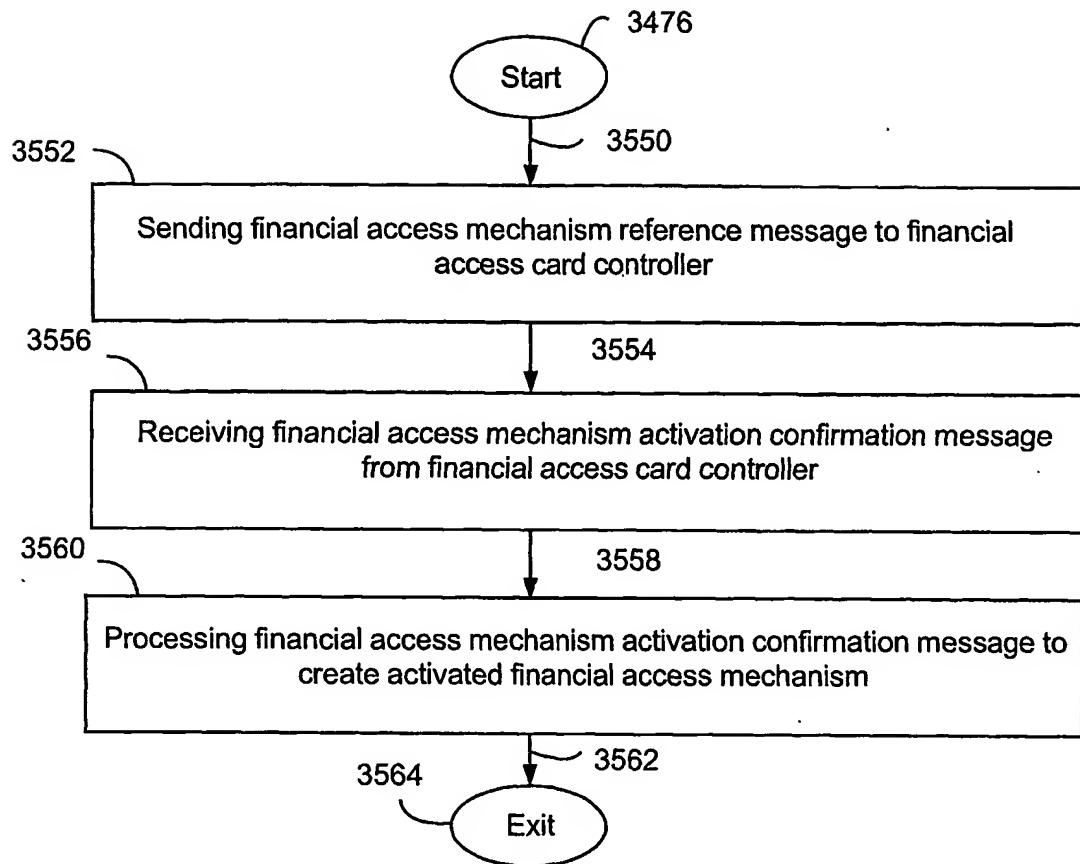 3476
Start
3550
3552
Sending financial access mechanism reference message to financial
access card controller
3554
3556
Receiving financial access mechanism activation confirmation message
from financial access card controller
3558
3560
Processing financial access mechanism activation confirmation message to
create activated financial access mechanism
3562
3564
Exit